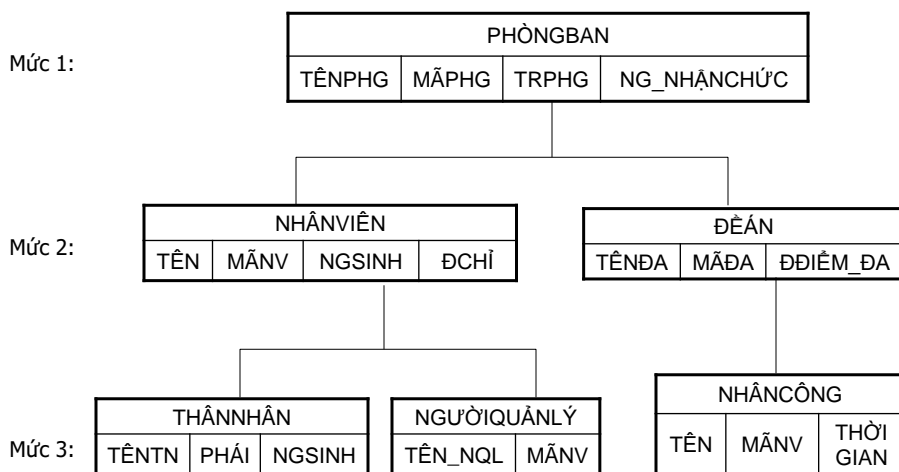 PHÒNGBAN
Mức 1:
TÊNPHG MÃPHG TRPHG NG_NHẬNCHỨC
NHÂNVIÊN
ĐỀÁN
Mức 2:
TÊN MÃNV NGSINH ĐCHỈ
TÊNĐA MÃĐA ĐĐIỂM_ĐA
THÂNNHÂN
NGƯỜIQUẢNLÝ
NHÂNCÔNG
Mức 3:
TÊNTN PHÁI NGSINH
TÊN_NQL MÃNV
TÊN MÃNV THỜI
GIAN